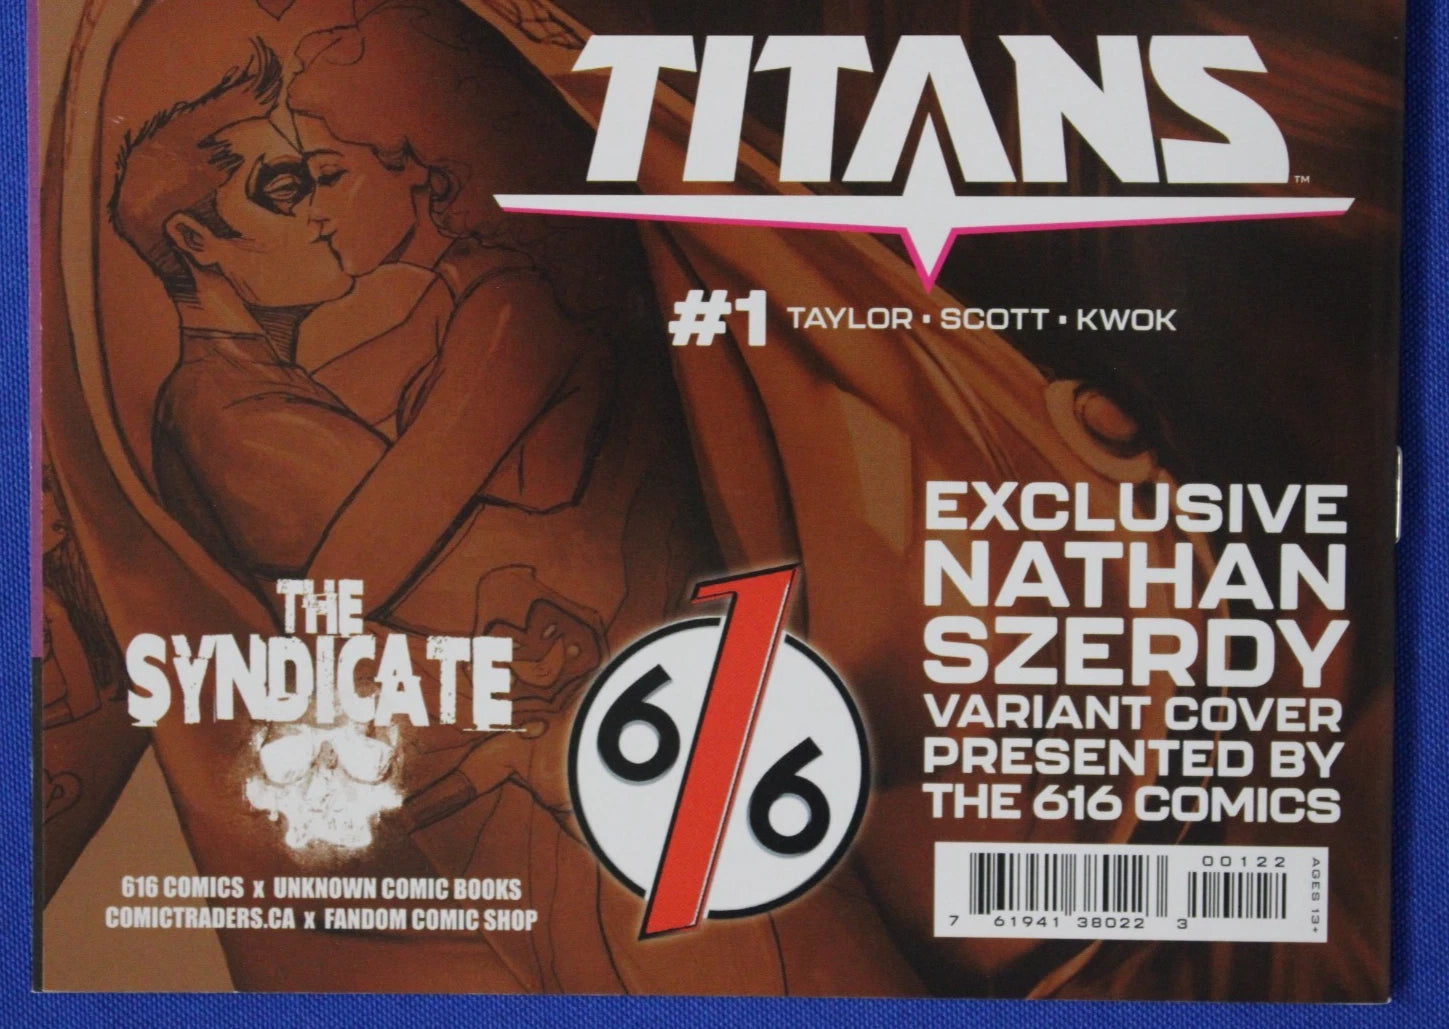 TITANS
TM
#1 TAYLOR · SCOTT · KWOK
EXCLUSIVE
NATHAN
SZERDY
VARIANT COVER
PRESENTED BY
THE 616 COMICS
THE
SYNDICATE
616
616 COMICS x UNKNOWN COMIC BOOKS
COMICTRADERS.CA x FANDOM COMIC SHOP
00122
7 61941 38022 3
AGES 13+